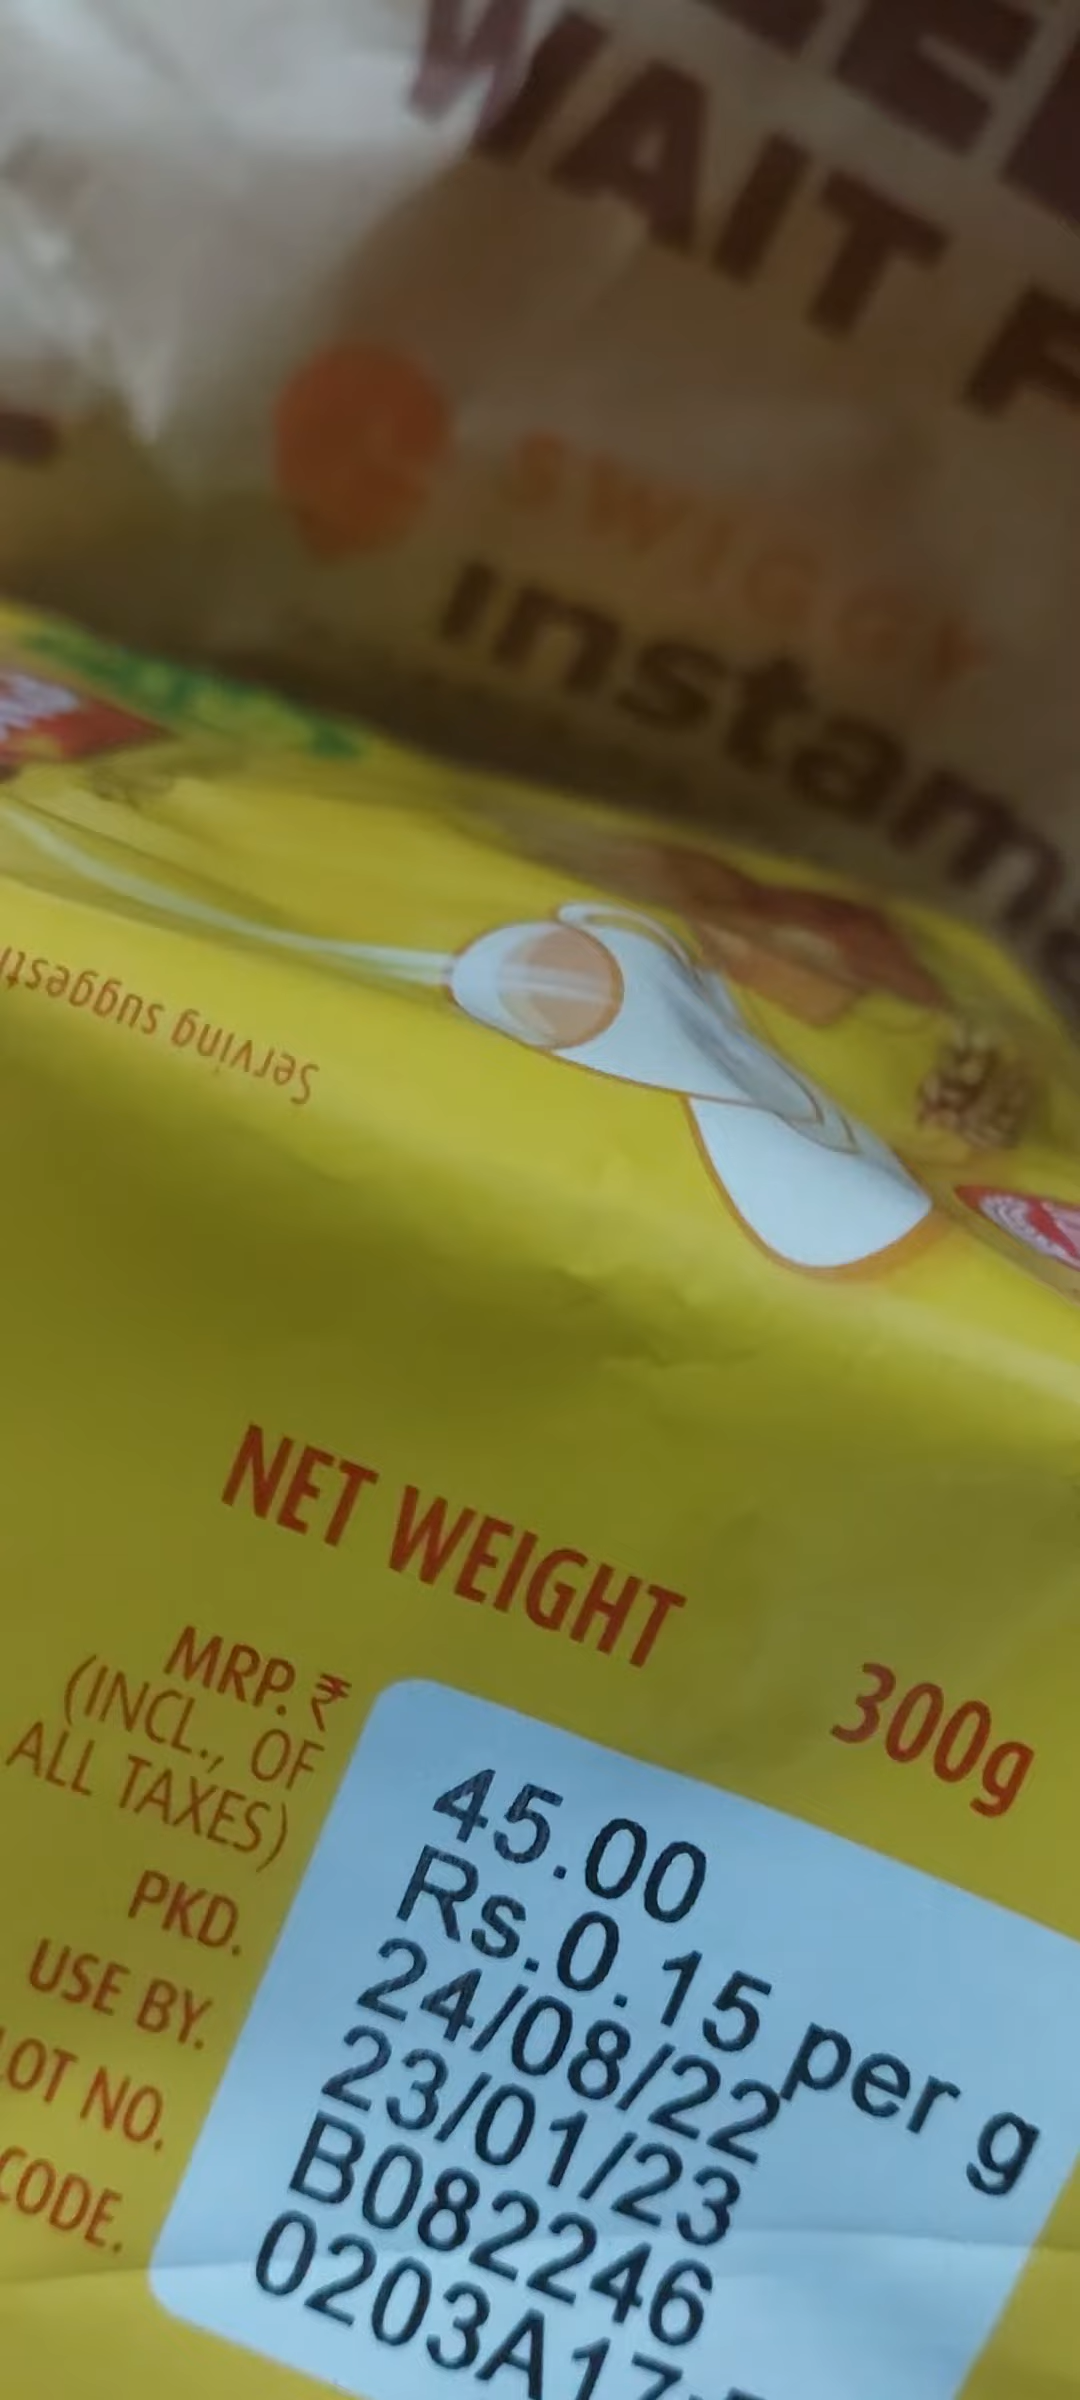 WAIT F
SWIGGY
Instam
Serving suggesti
NET WEIGHT
300g
MRP. ₹
(INCL., OF
ALL TAXES)
45.00
Rs.0.15 per g
PKD.
24/08/22
USE BY.
23/01/23
LOT NO.
B082246
CODE.
0203A17